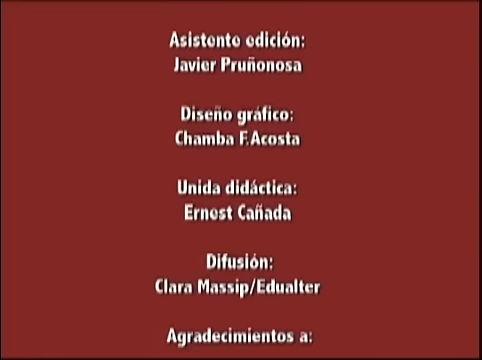 Asistente edición:
Javier Pruñonosa
Diseño gráfico:
Chamba F.Acosta
Unida didáctica:
Ernest Cañada
Difusión:
Clara Massip/Edualter
Agradecimientos a: